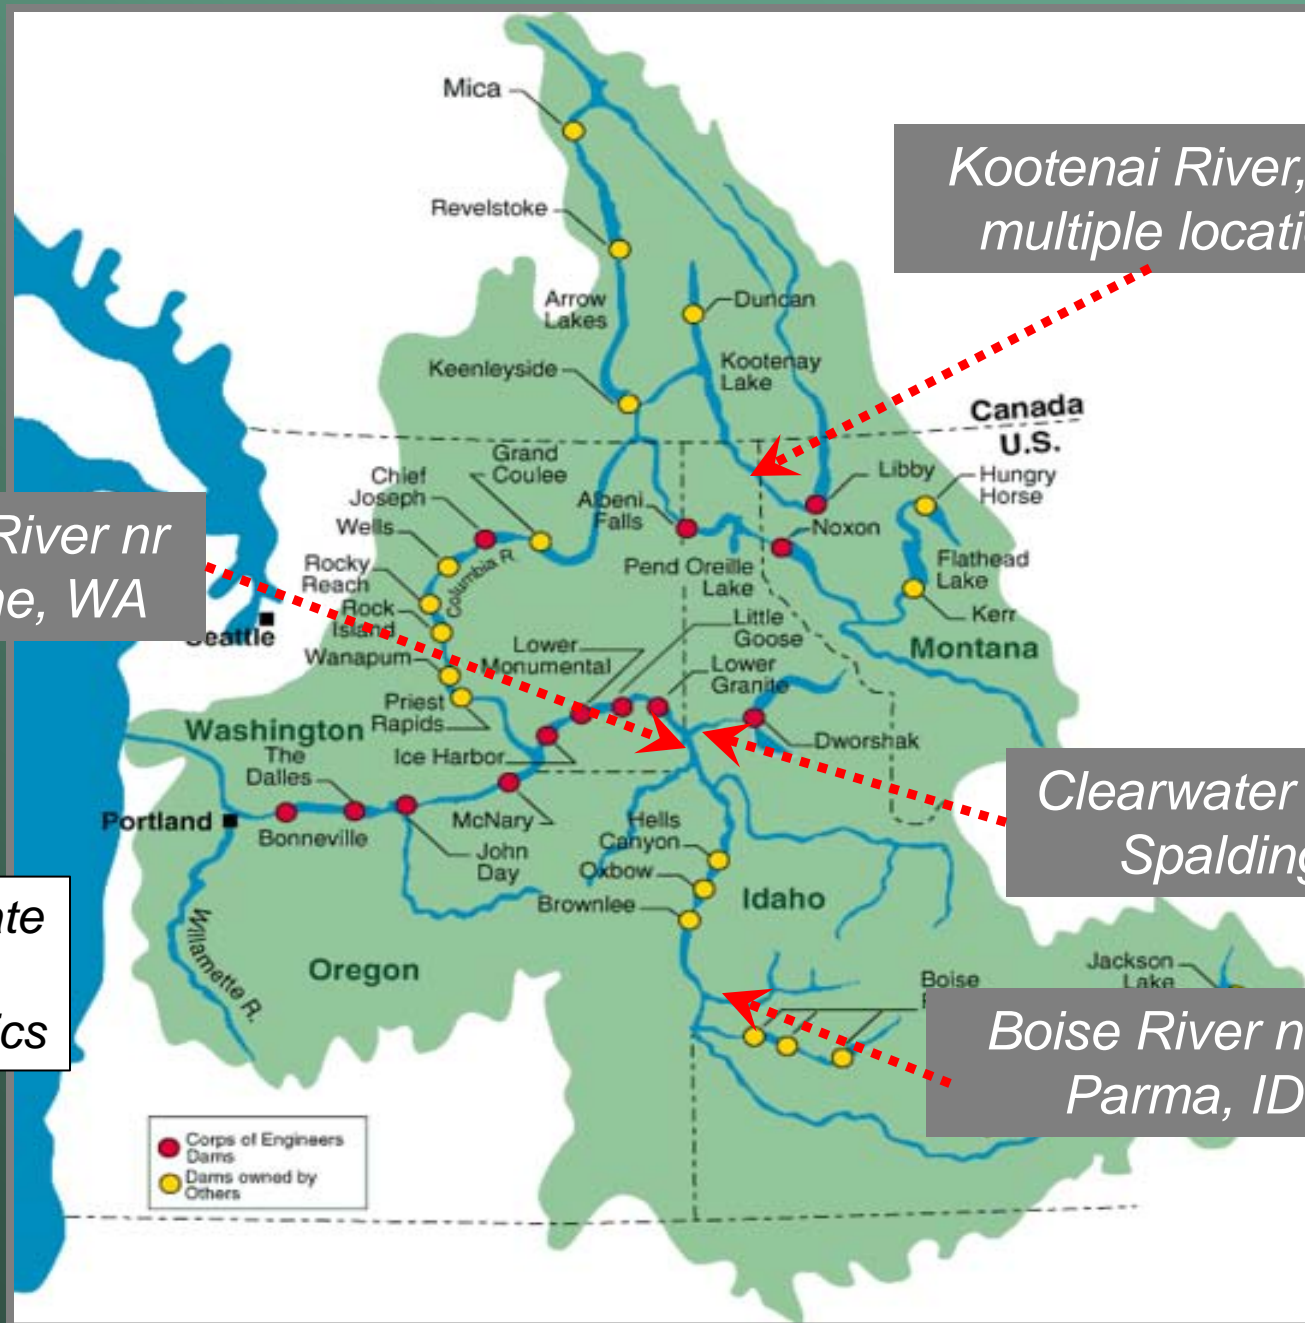 Mica
Kootenai River,
multiple locati
Revelstoke
Arrow
Lakes
Duncan
Keenleyside
Kootenay
Lake
Canada
U.S.
Grand
Coulee
Chief
Joseph
Libby
Hungry
Horse
Albeni
Falls
Wells
Noxon
River nr
ne, WA
Rocky
Reach
Columbia R.
Pend Oreille
Lake
Flathead
Lake
Rock
Island
Kerr
Seattle
Little
Goose
Lower
Monumental
Montana
Wanapum
Lower
Granite
Priest
Rapids
Washington
Dworshak
Ice Harbor
The
Dalles
Clearwater
Spalding
Portland
Bonneville
McNary
Hells
Canyon
John
Day
Oxbow
Idaho
Brownlee
ate
ics
Willamette R.
Oregon
Boise
Jackson
Lake
Boise River n
Parma, ID
Corps of Engineers
Dams
Dams owned by
Others